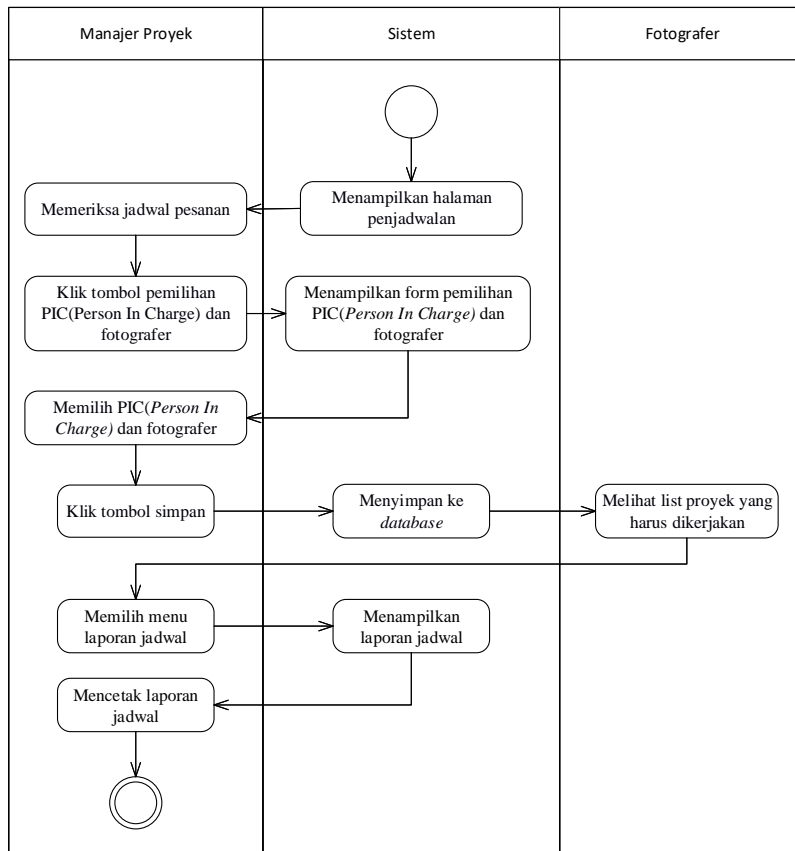 Manajer Proyek
Sistem
Fotografer
Menampilkan halaman
penjadwalan
Memeriksa jadwal pesanan
Klik tombol pemilihan
PIC(Person In Charge) dan
fotografer
Menampilkan form pemilihan
PIC(Person In Charge) dan
fotografer
Memilih PIC(Person In
Charge) dan fotografer
Klik tombol simpan
Menyimpan ke
database
Melihat list proyek yang
harus dikerjakan
Memilih menu
laporan jadwal
Menampilkan
laporan jadwal
Mencetak laporan
jadwal